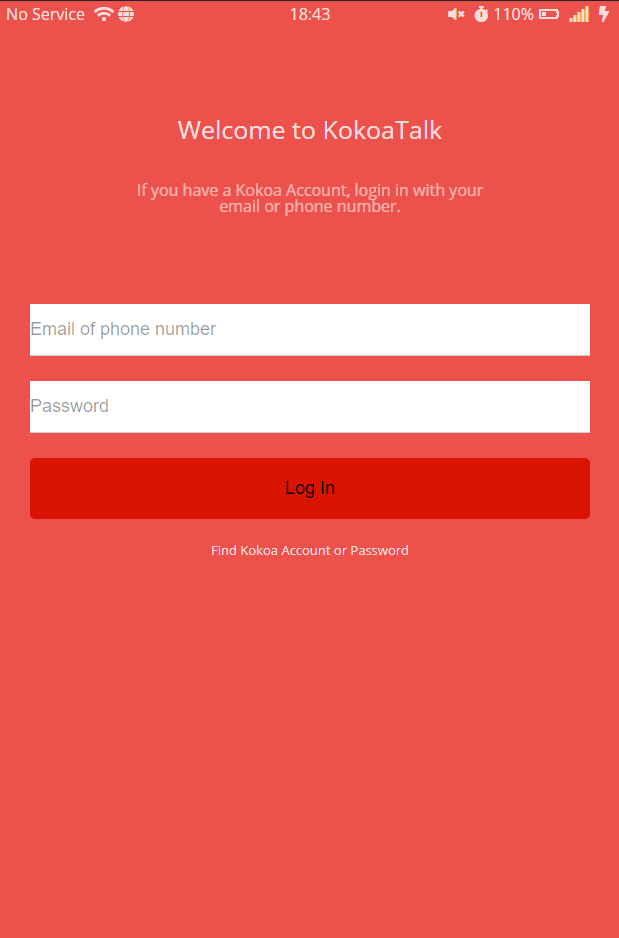 No Service 18:43 110%
Welcome to KokoaTalk
If you have a Kokoa Account, login in with your
email or phone number.
Email of phone number
Password
Log In
Find Kokoa Account or Password